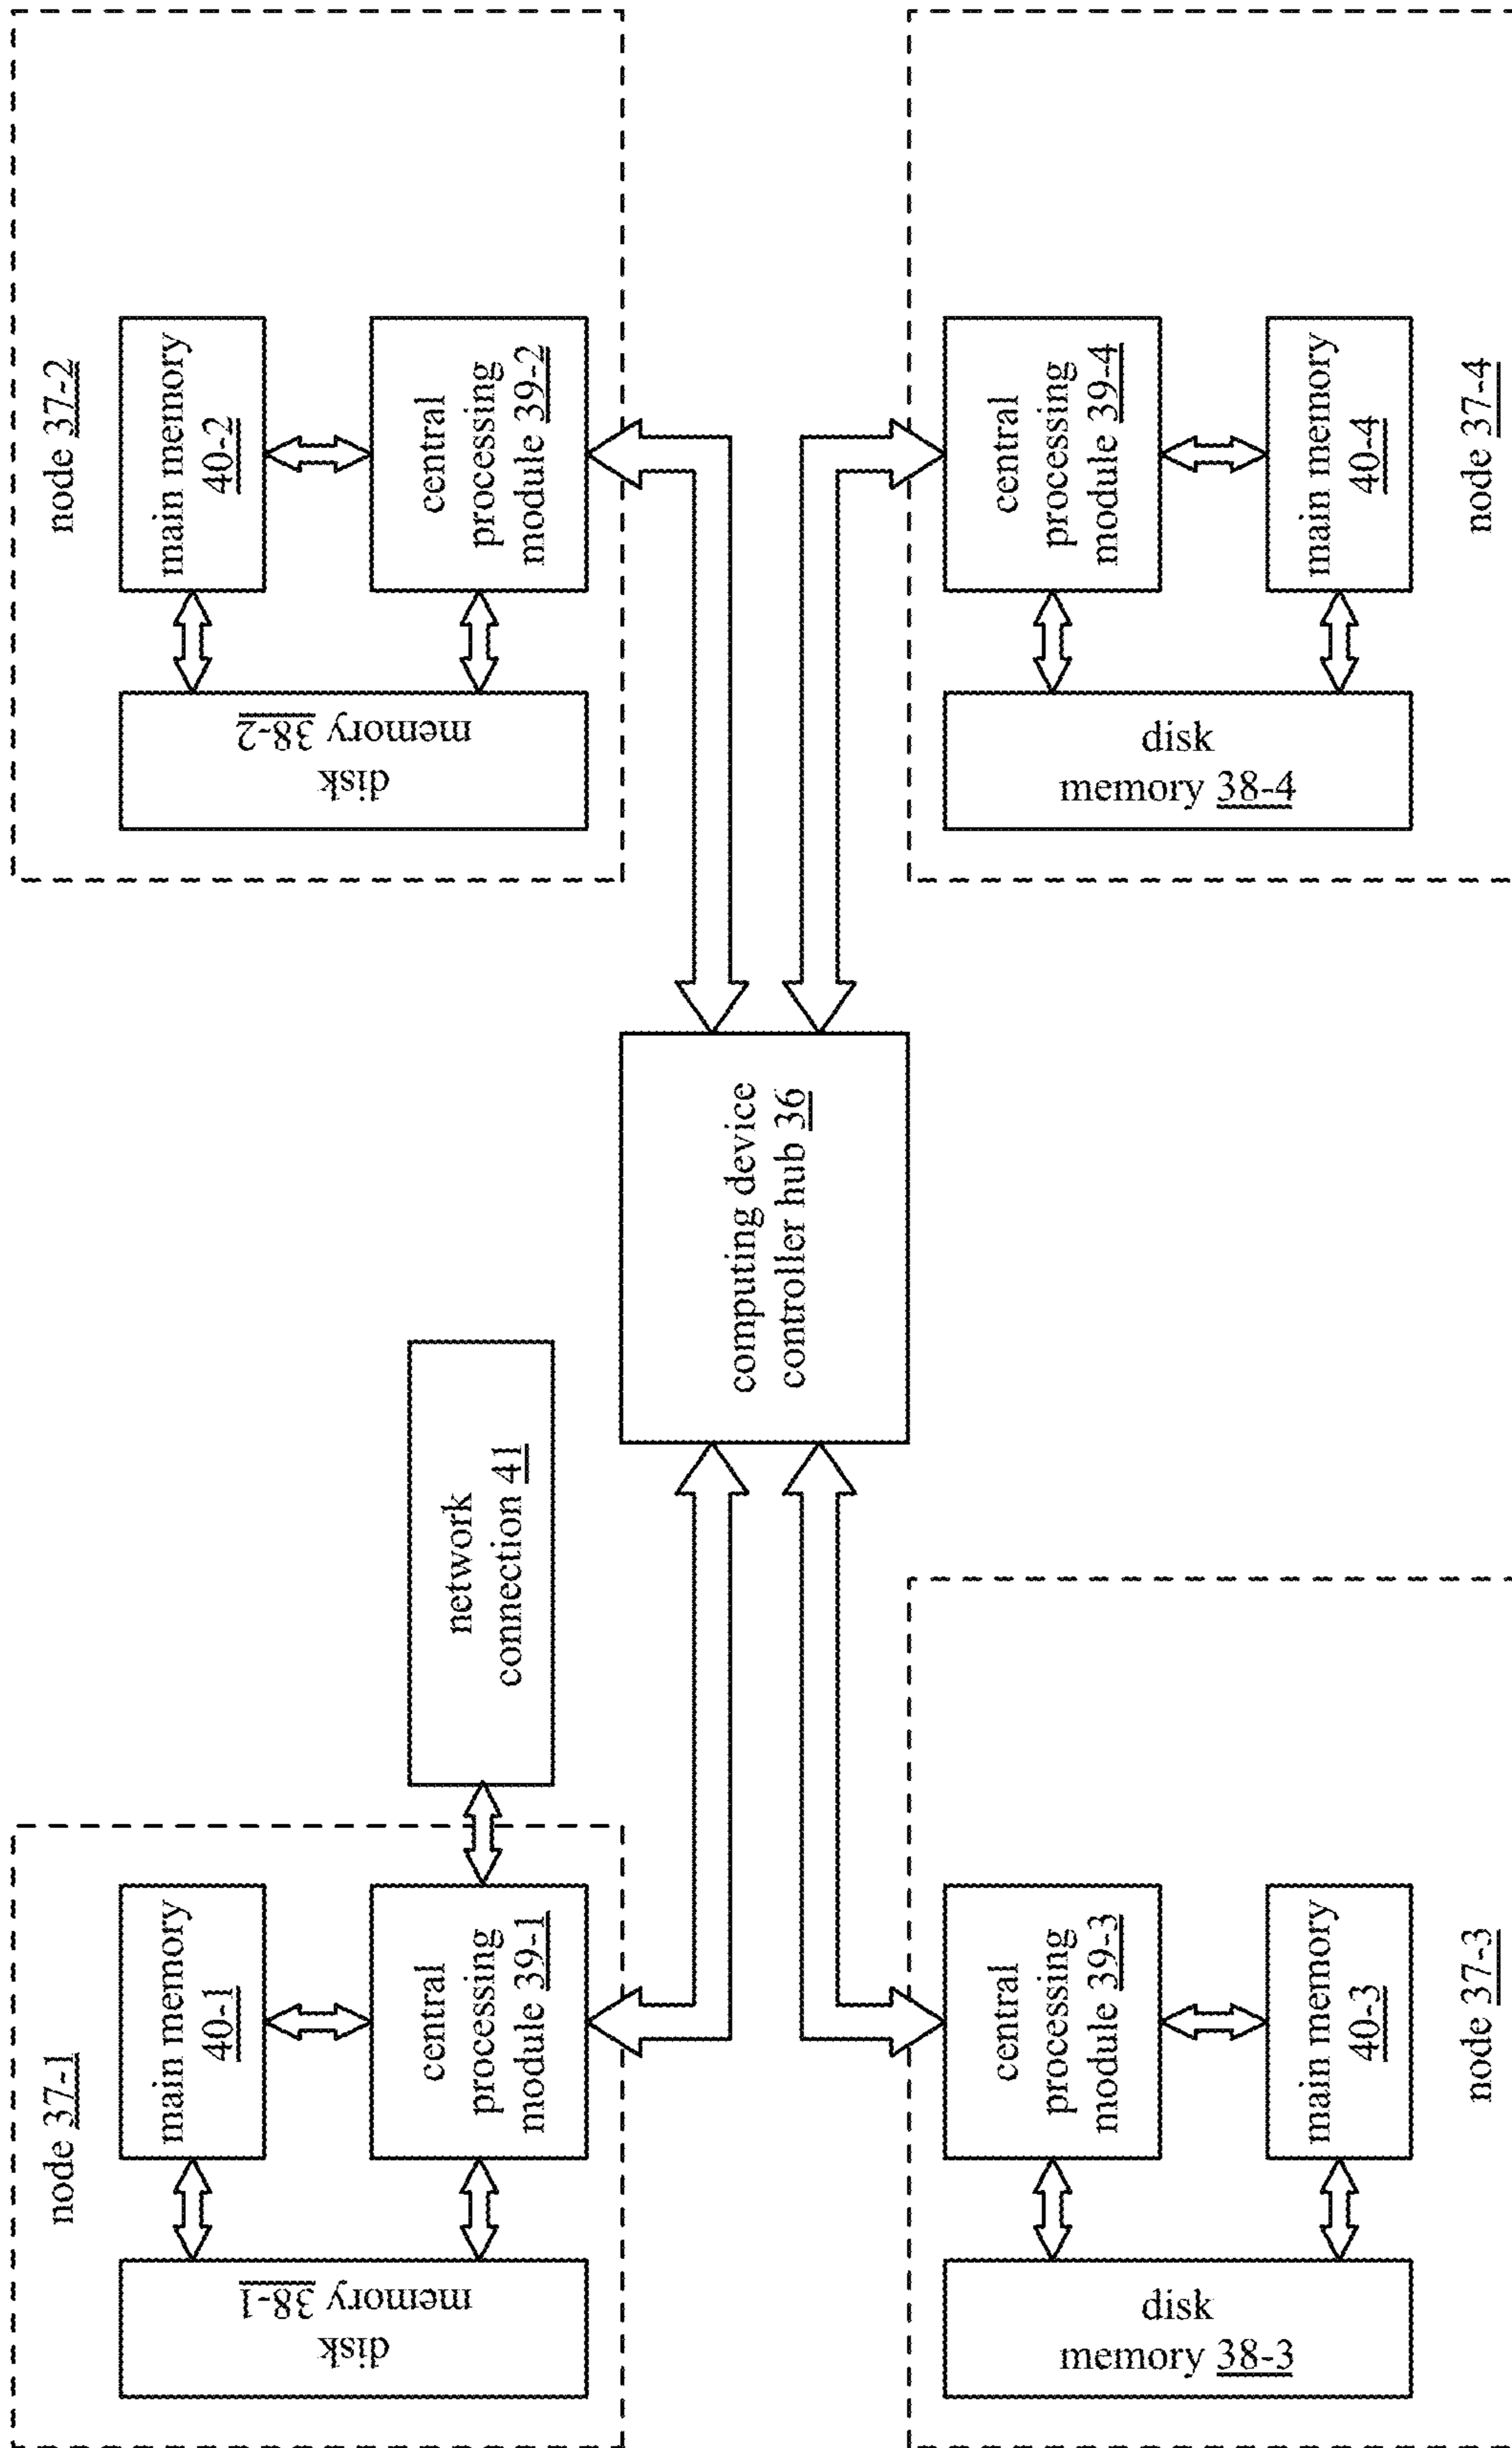 node 37-1
main memory
40-1
central
processing
module 39-1
disk
memory 38-1
network
connection 41
node 37-2
main memory
40-2
central
processing
module 39-2
disk
memory 38-2
computing device
controller hub 36
central
processing
module 39-3
disk
memory 38-3
main memory
40-3
node 37-3
central
processing
module 39-4
disk
memory 38-4
main memory
40-4
node 37-4